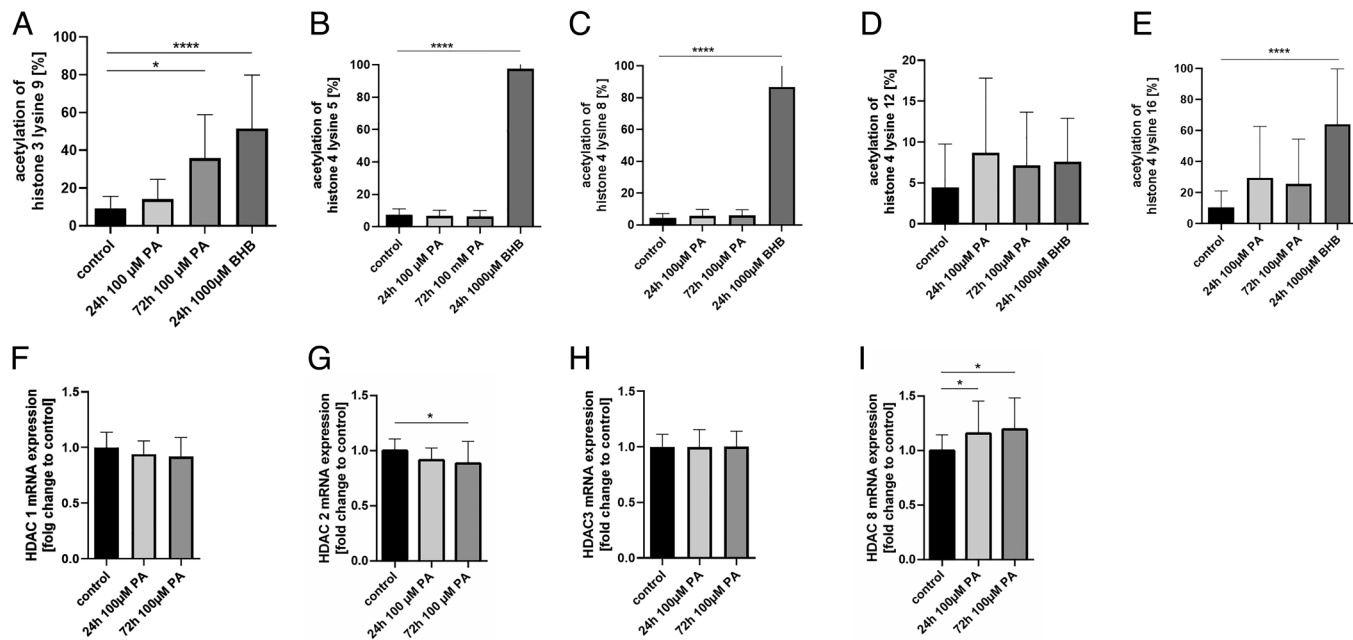 A
acetylation of
histone 3 lysine 9 [%]
100
80
60
40
20
0
****
*
control
24h 100 µM PA
72h 100 µM PA
24h 1000µM BHB
B
acetylation of
histone 4 lysine 5 [%]
100
80
60
40
20
0
****
control
24h 100 µM PA
72h 100 mM PA
24h 1000µM BHB
C
acetylation of
histone 4 lysine 8 [%]
100
80
60
40
20
0
****
control
24h 100µM PA
72h 100µM PA
24h 1000µM BHB
D
acetylation of
histone 4 lysine 12 [%]
20
15
10
5
0
control
24h 100µM PA
72h 100µM PA
24h 1000µM BHB
E
acetylation of
histone 4 lysine 16 [%]
100
80
60
40
20
0
****
control
24h 100µM PA
72h 100µM PA
24h 1000µM BHB
F
HDAC 1 mRNA expression
[fold change to control]
1.5
1.0
0.5
0.0
control
24h 100µM PA
72h 100µM PA
G
HDAC 2 mRNA expression
[fold change to control]
1.5
1.0
0.5
0.0
*
control
24h 100 µM PA
72h 100 µM PA
H
HDAC3 mRNA expression
[fold change to control]
1.5
1.0
0.5
0.0
control
24h 100µM PA
72h 100µM PA
I
HDAC 8 mRNA expression
[fold change to control]
1.5
1.0
0.5
0.0
*
*
control
24h 100µM PA
72h 100µM PA